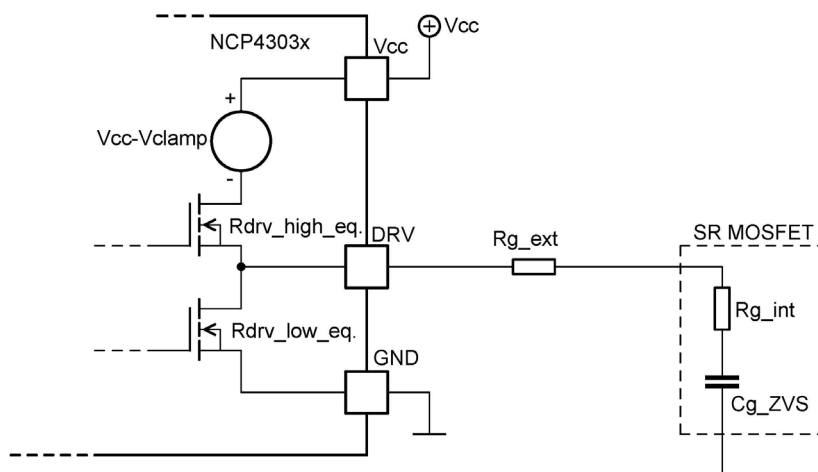 NCP4303x
Vcc
Vcc
+
Vcc-Vclamp
-
Rdrv_high_eq.
DRV
Rg_ext
SR MOSFET
Rg_int
Rdrv_low_eq.
GND
Cg_ZVS